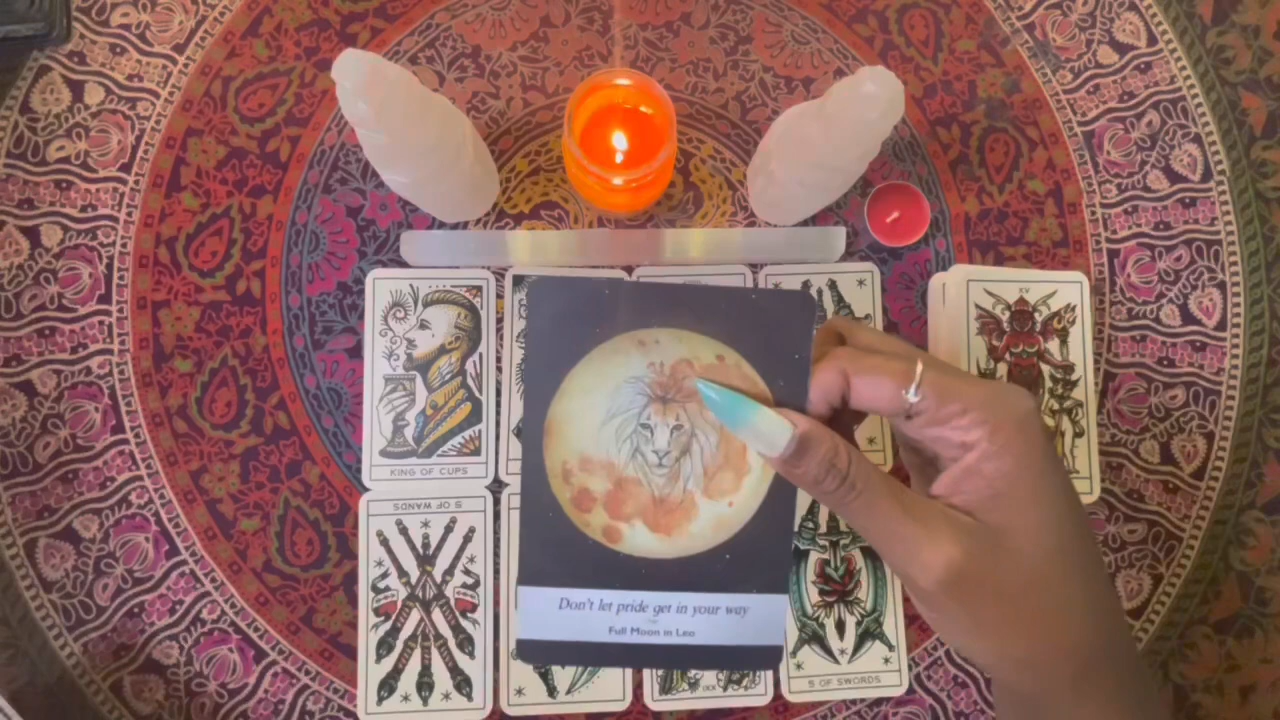 XV
KING OF CUPS
5 OF WANDS
Don't let pride get in your way
Full Moon in Leo
XXI
5 OF SWORDS